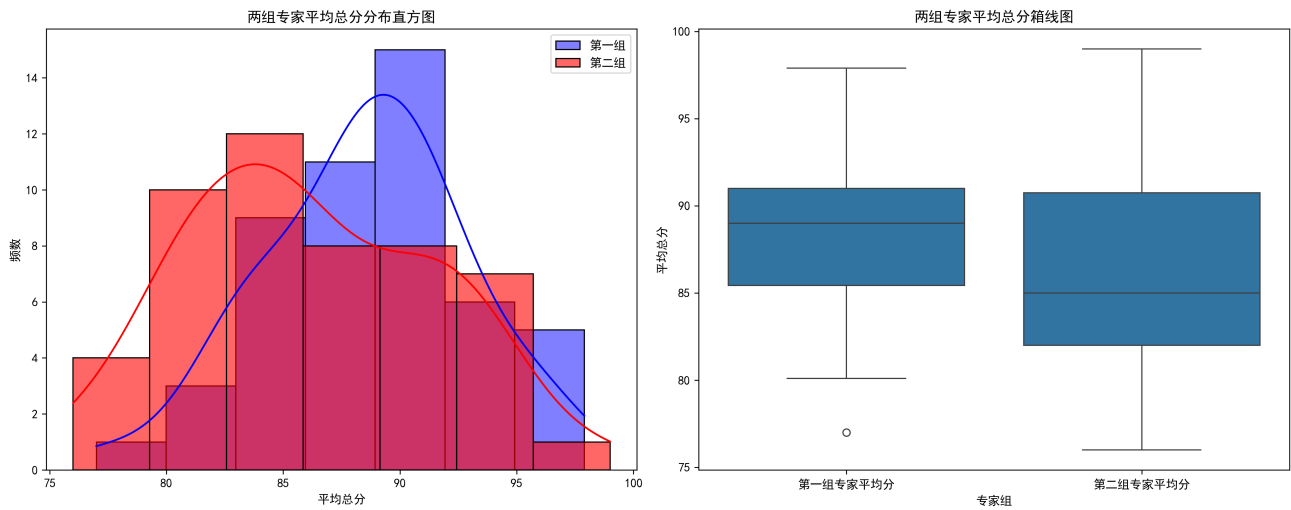 两组专家平均总分分布直方图
第一组
第二组
频数
14
12
10
8
6
4
2
0
75
80
85
90
95
100
平均总分
两组专家平均总分箱线图
平均总分
100
95
90
85
80
75
第一组专家平均分
第二组专家平均分
专家组